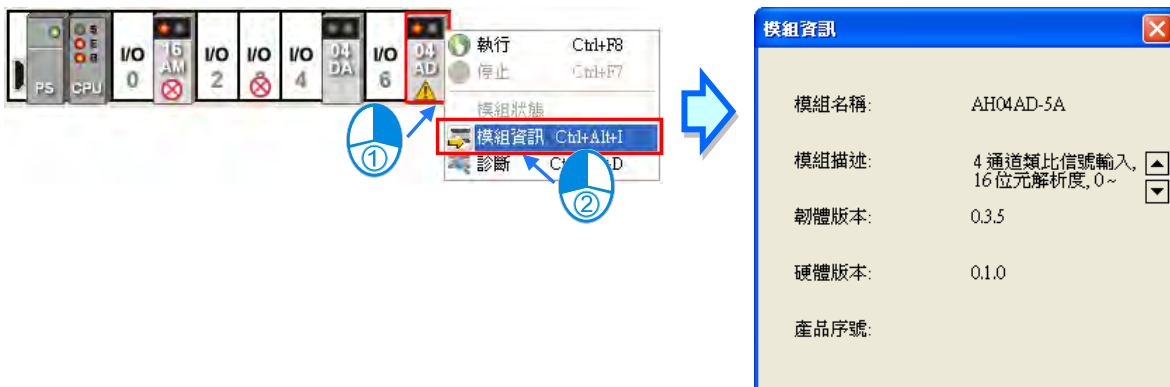 PS
CPU
I/O
0
16
AM
I/O
2
I/O
I/O
4
04
DA
I/O
6
04
AD
執行 Ctrl+F8
停止 Ctrl+F7
模組狀態
模組資訊 Ctrl+Alt+I
診斷
D
①
②
模組資訊
模組名稱: AH04AD-5A
模組描述: 4 通道類比信號輸入,
16 位元解析度, 0 ~
韌體版本: 0.3.5
硬體版本: 0.1.0
產品序號: